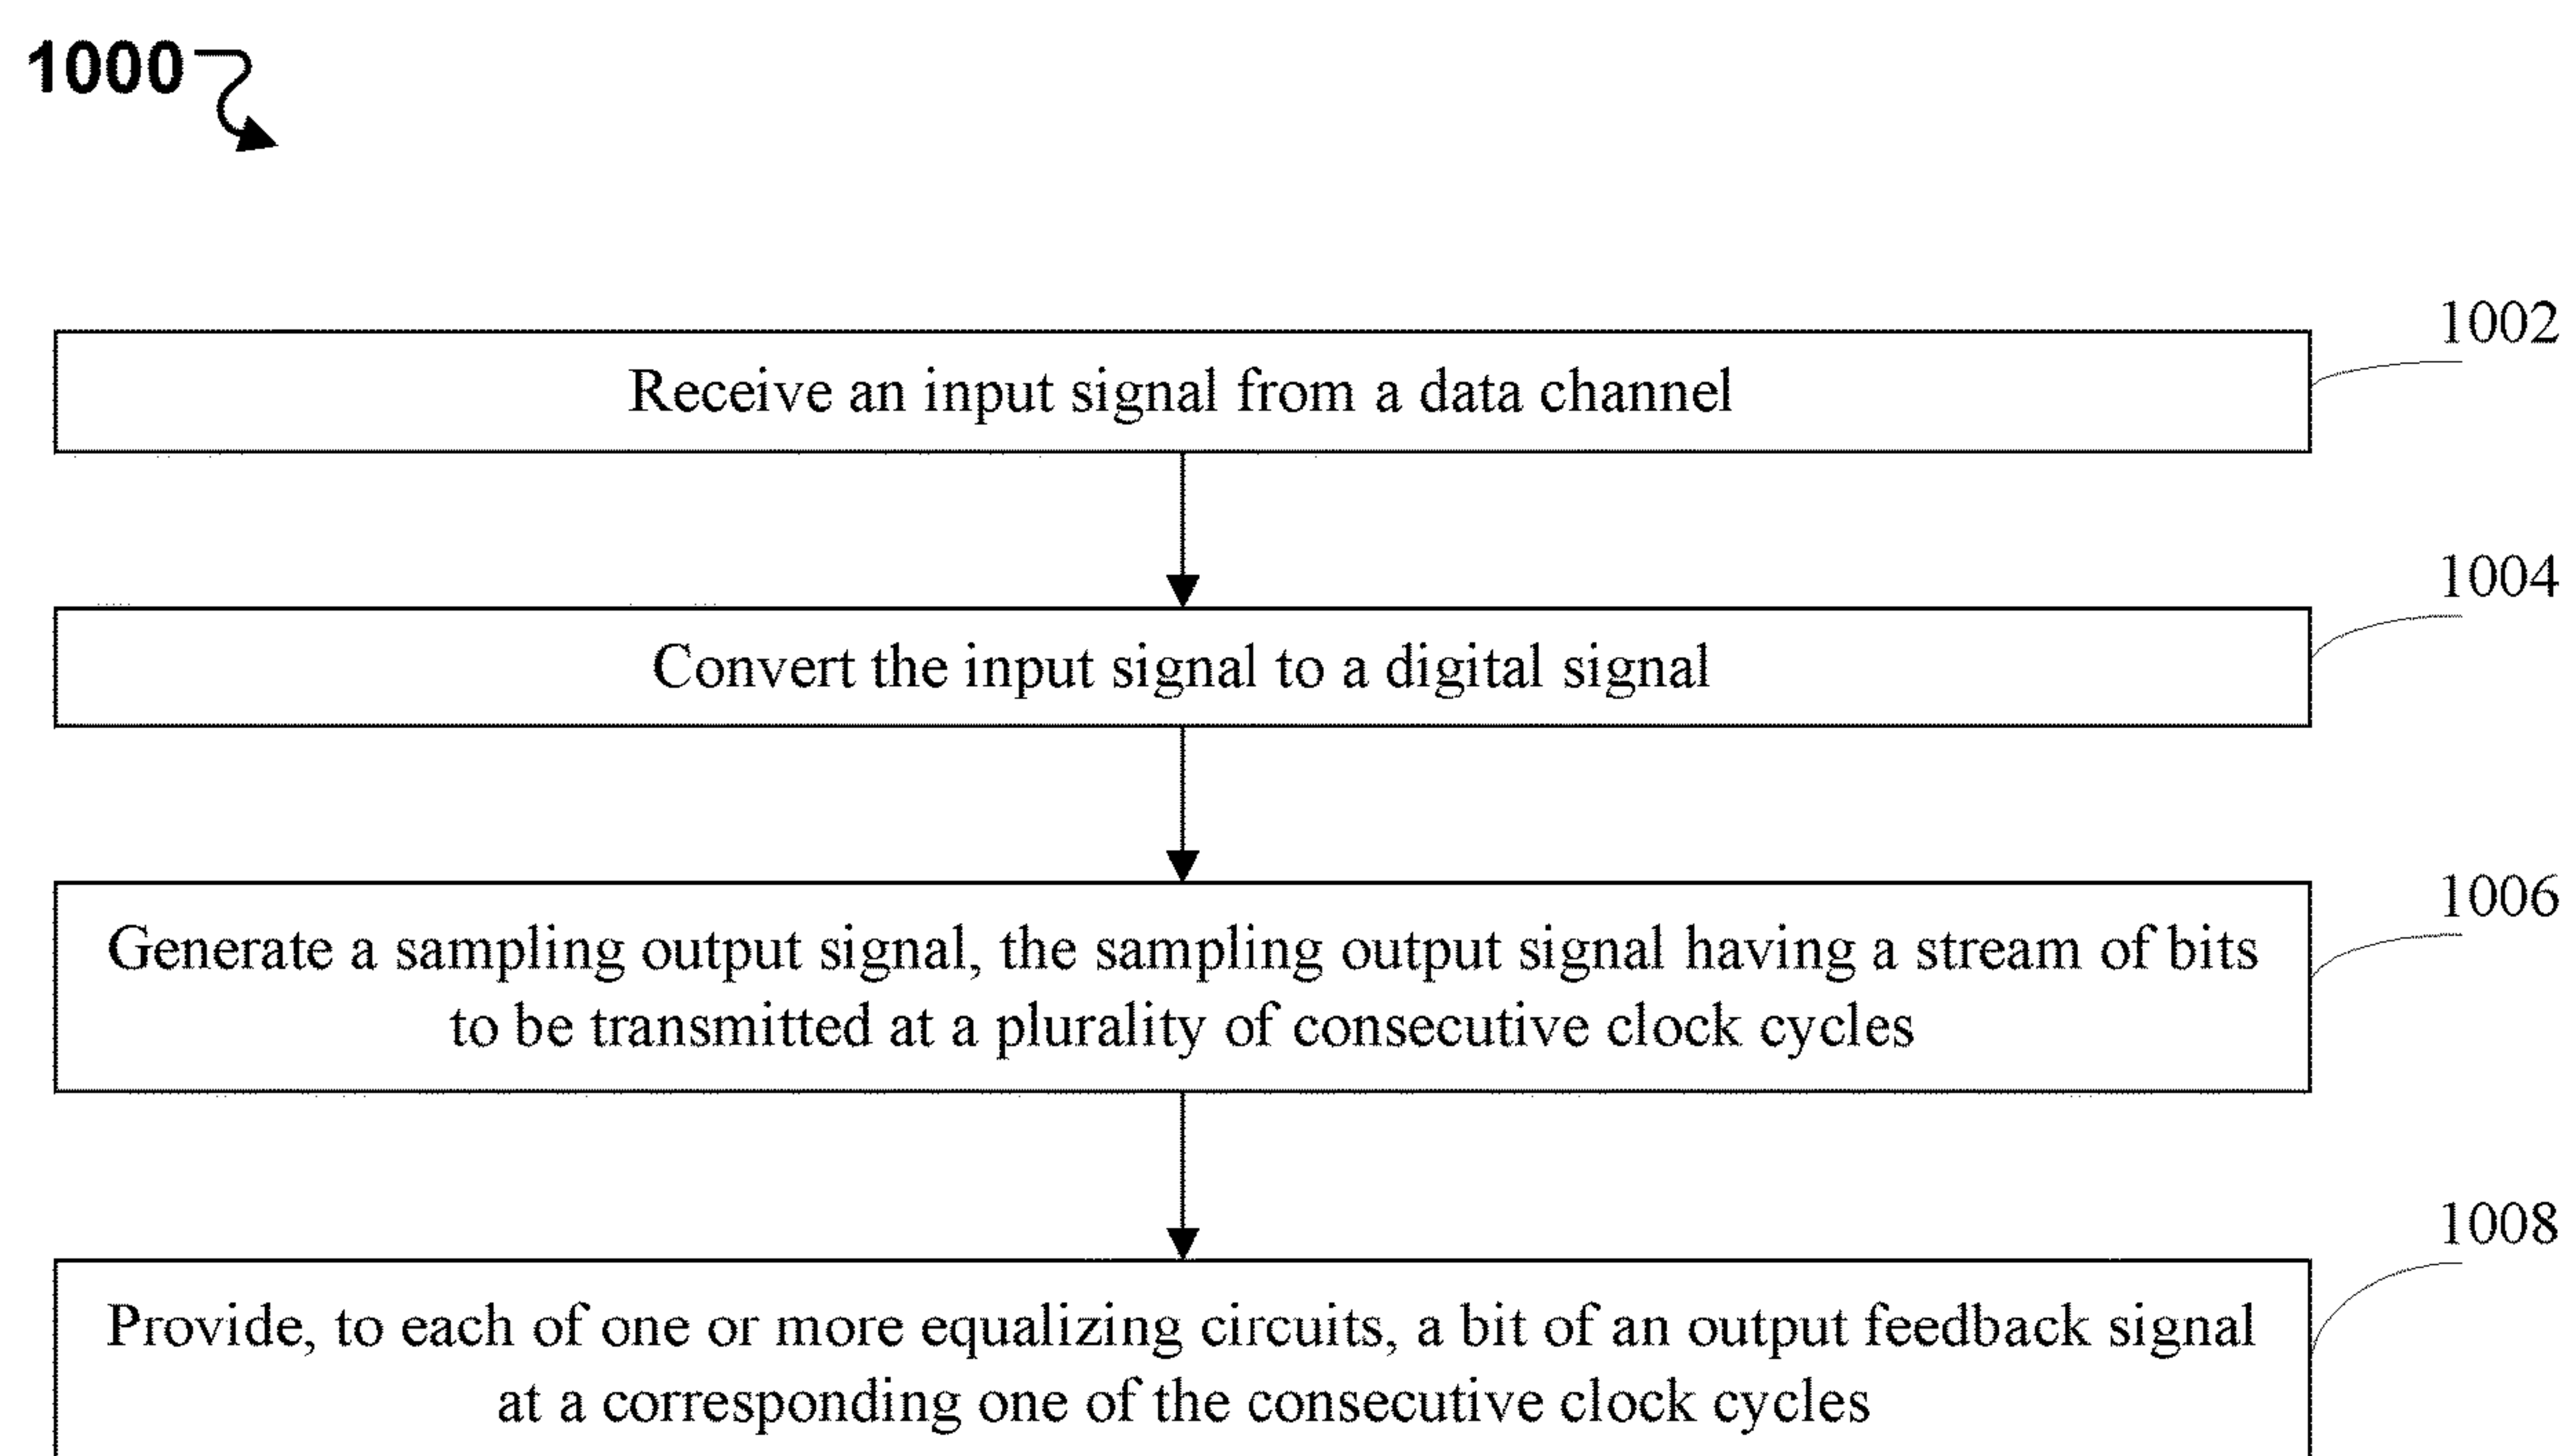 1000
1002
Receive an input signal from a data channel
1004
Convert the input signal to a digital signal
1006
Generate a sampling output signal, the sampling output signal having a stream of bits
to be transmitted at a plurality of consecutive clock cycles
1008
Provide, to each of one or more equalizing circuits, a bit of an output feedback signal
at a corresponding one of the consecutive clock cycles